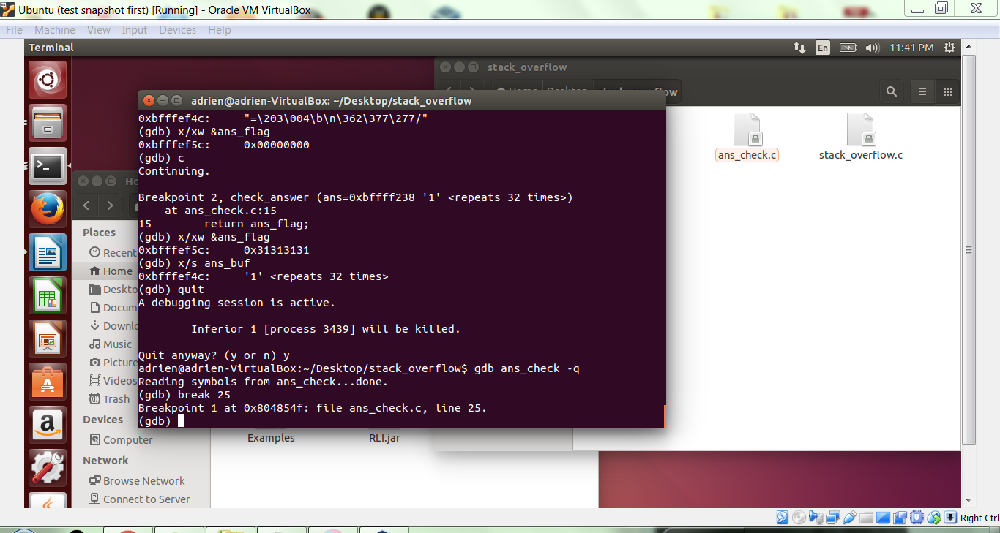 Ubuntu (test snapshot first) [Running] - Oracle VM VirtualBox
File Machine View Input Devices Help
Terminal
En
11:41 PM
stack_overflow
adrien@adrien-VirtualBox: ~/Desktop/stack_overflow
0xbfffef4c:     "=\203\004\b\n\362\377\277/"
(gdb) x/xw &ans_flag
0xbfffef5c:     0x00000000
(gdb) c
Continuing.
Breakpoint 2, check_answer (ans=0xbffff238 '1' <repeats 32 times>)
    at ans_check.c:15
15        return ans_flag;
(gdb) x/xw &ans_flag
0xbfffef5c:     0x31313131
(gdb) x/s ans_buf
0xbfffef4c:     '1' <repeats 32 times>
(gdb) quit
A debugging session is active.
        Inferior 1 [process 3439] will be killed.
Quit anyway? (y or n) y
adrien@adrien-VirtualBox:~/Desktop/stack_overflow$ gdb ans_check -q
Reading symbols from ans_check...done.
(gdb) break 25
Breakpoint 1 at 0x804854f: file ans_check.c, line 25.
(gdb)
ans_check.c
stack_overflow.c
Places
Recent
Home
Deskto
Docum
Downl
Music
Picture
Videos
Trash
Devices
Computer
Network
Browse Network
Connect to Server
Examples
RLI.jar
Right Ctrl